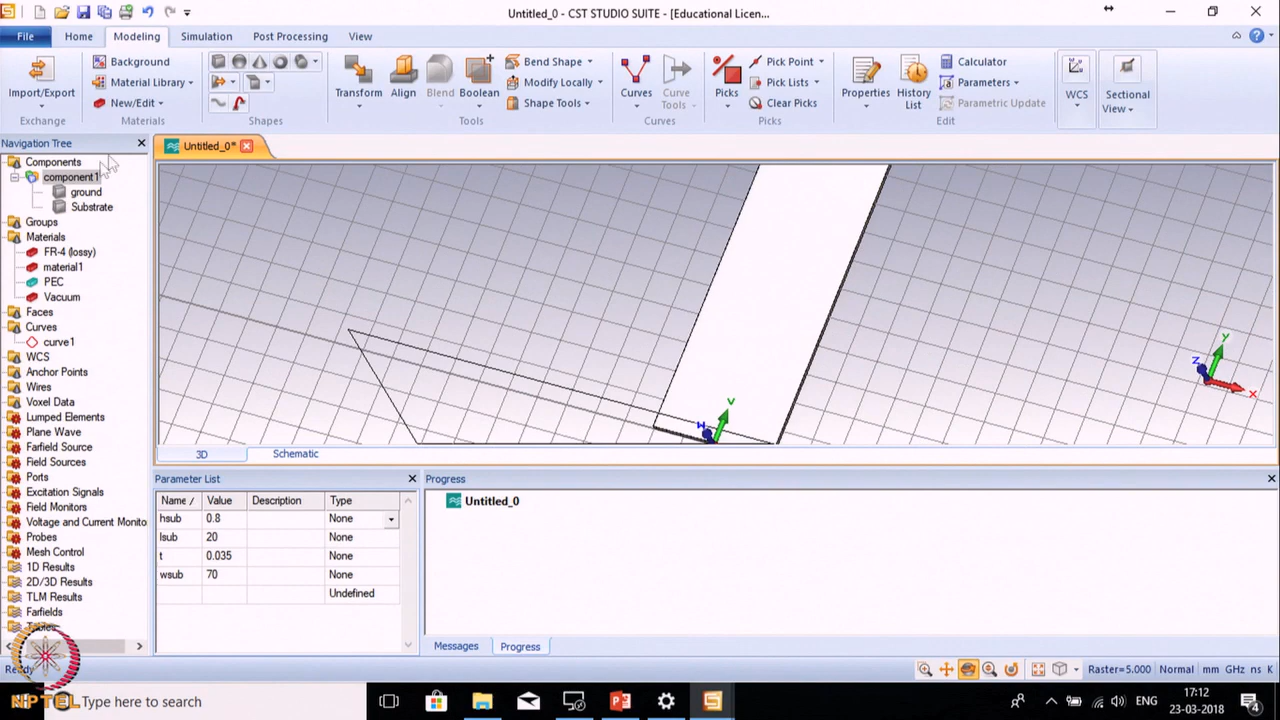 Untitled_0 - CST STUDIO SUITE - [Educational Licen...
File Home Modeling Simulation Post Processing View
Import/Export
Exchange
Background
Material Library
New/Edit
Materials
Shapes
Transform
Align
Blend
Boolean
Bend Shape
Modify Locally
Shape Tools
Tools
Curves
Curve
Tools
Curves
Picks
Pick Point
Pick Lists
Clear Picks
Picks
Properties
History
List
Calculator
Parameters
Parametric Update
Edit
WCS
Sectional
View
Navigation Tree
Components
component1
ground
Substrate
Groups
Materials
FR-4 (lossy)
material1
PEC
Vacuum
Faces
Curves
curve1
WCS
Anchor Points
Wires
Voxel Data
Lumped Elements
Plane Wave
Farfield Source
Field Sources
Ports
Excitation Signals
Field Monitors
Voltage and Current Monito
Probes
Mesh Control
1D Results
2D/3D Results
TLM Results
Farfields
Untitled_0*
v
w
y
z
x
3D Schematic
Parameter List
Name Value Description Type
hsub 0.8 None
lsub 20 None
t 0.035 None
wsub 70 None
Undefined
Progress
Untitled_0
Messages Progress
Raster=5.000 Normal mm GHz ns K
NPTEL
Type here to search
ENG
17:12
23-03-2018
4